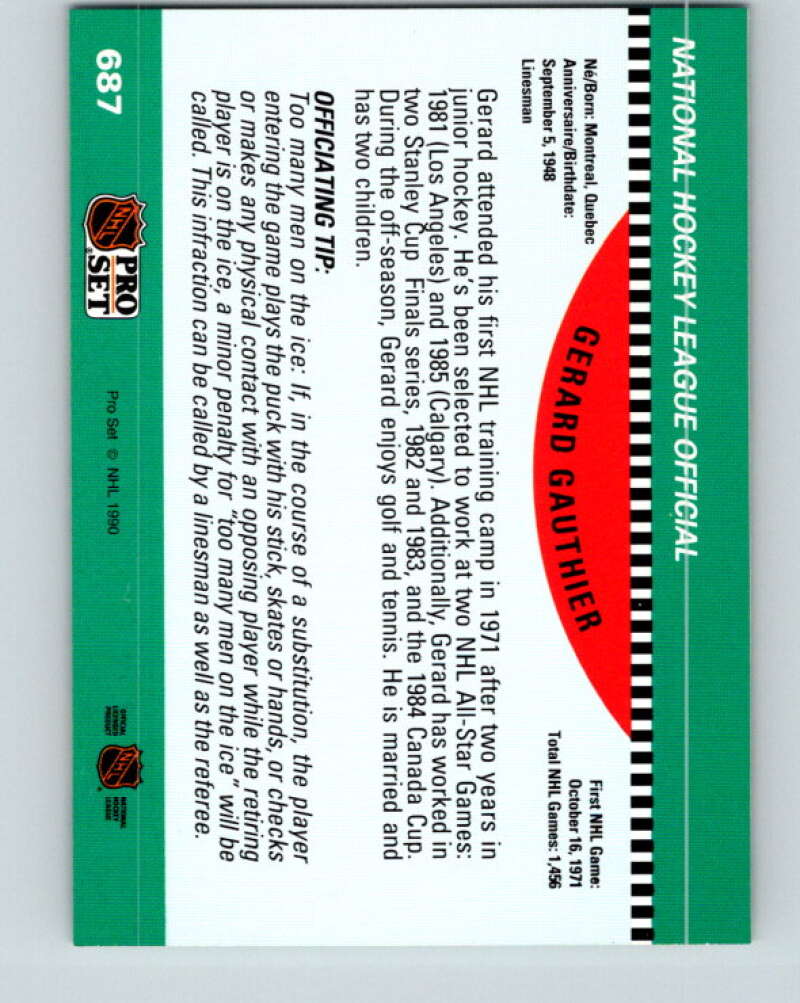 NATIONAL HOCKEY LEAGUE OFFICIAL
Né/Born: Montreal, Quebec
Anniversaire/Birthdate:
September 5, 1948
Linesman
GERARD GAUTHIER
First NHL Game:
October 16, 1971
Total NHL Games: 1,456
Gerard attended his first NHL training camp in 1971 after two years in
junior hockey. He's been selected to work at two NHL All-Star Games:
1981 (Los Angeles) and 1985 (Calgary). Additionally, Gerard has worked in
two Stanley Cup Finals series, 1982 and 1983, and the 1984 Canada Cup.
During the off-season, Gerard enjoys golf and tennis. He is married and
has two children.
OFFICIATING TIP:
Too many men on the ice: If, in the course of a substitution, the player
entering the game plays the puck with his stick, skates or hands, or checks
or makes any physical contact with an opposing player while the retiring
player is on the ice, a minor penalty for "too many men on the ice" will be
called. This infraction can be called by a linesman as well as the referee.
687
NHL
PRO
SET
Pro Set © NHL 1990
OFFICIAL
LICENSED
PRODUCT
NHL
NATIONAL
HOCKEY
LEAGUE